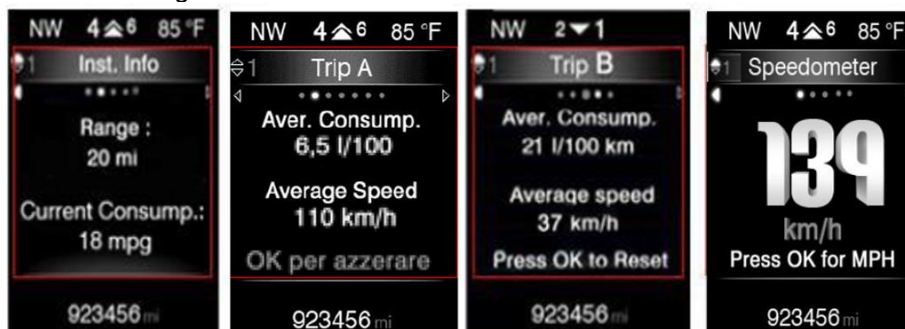 NW 4 6 85 °F
1 Inst. Info
Range :
20 mi
Current Consump.:
18 mpg
923456 mi
NW 4 6 85 °F
1 Trip A
Aver. Consump.
6,5 l/100
Average Speed
110 km/h
OK per azzerare
923456 mi
NW 2 1
1 Trip B
Aver. Consump.
21 l/100 km
Average speed
37 km/h
Press OK to Reset
923456 mi
NW 4 6 85 °F
1 Speedometer
139
km/h
Press OK for MPH
923456 mi